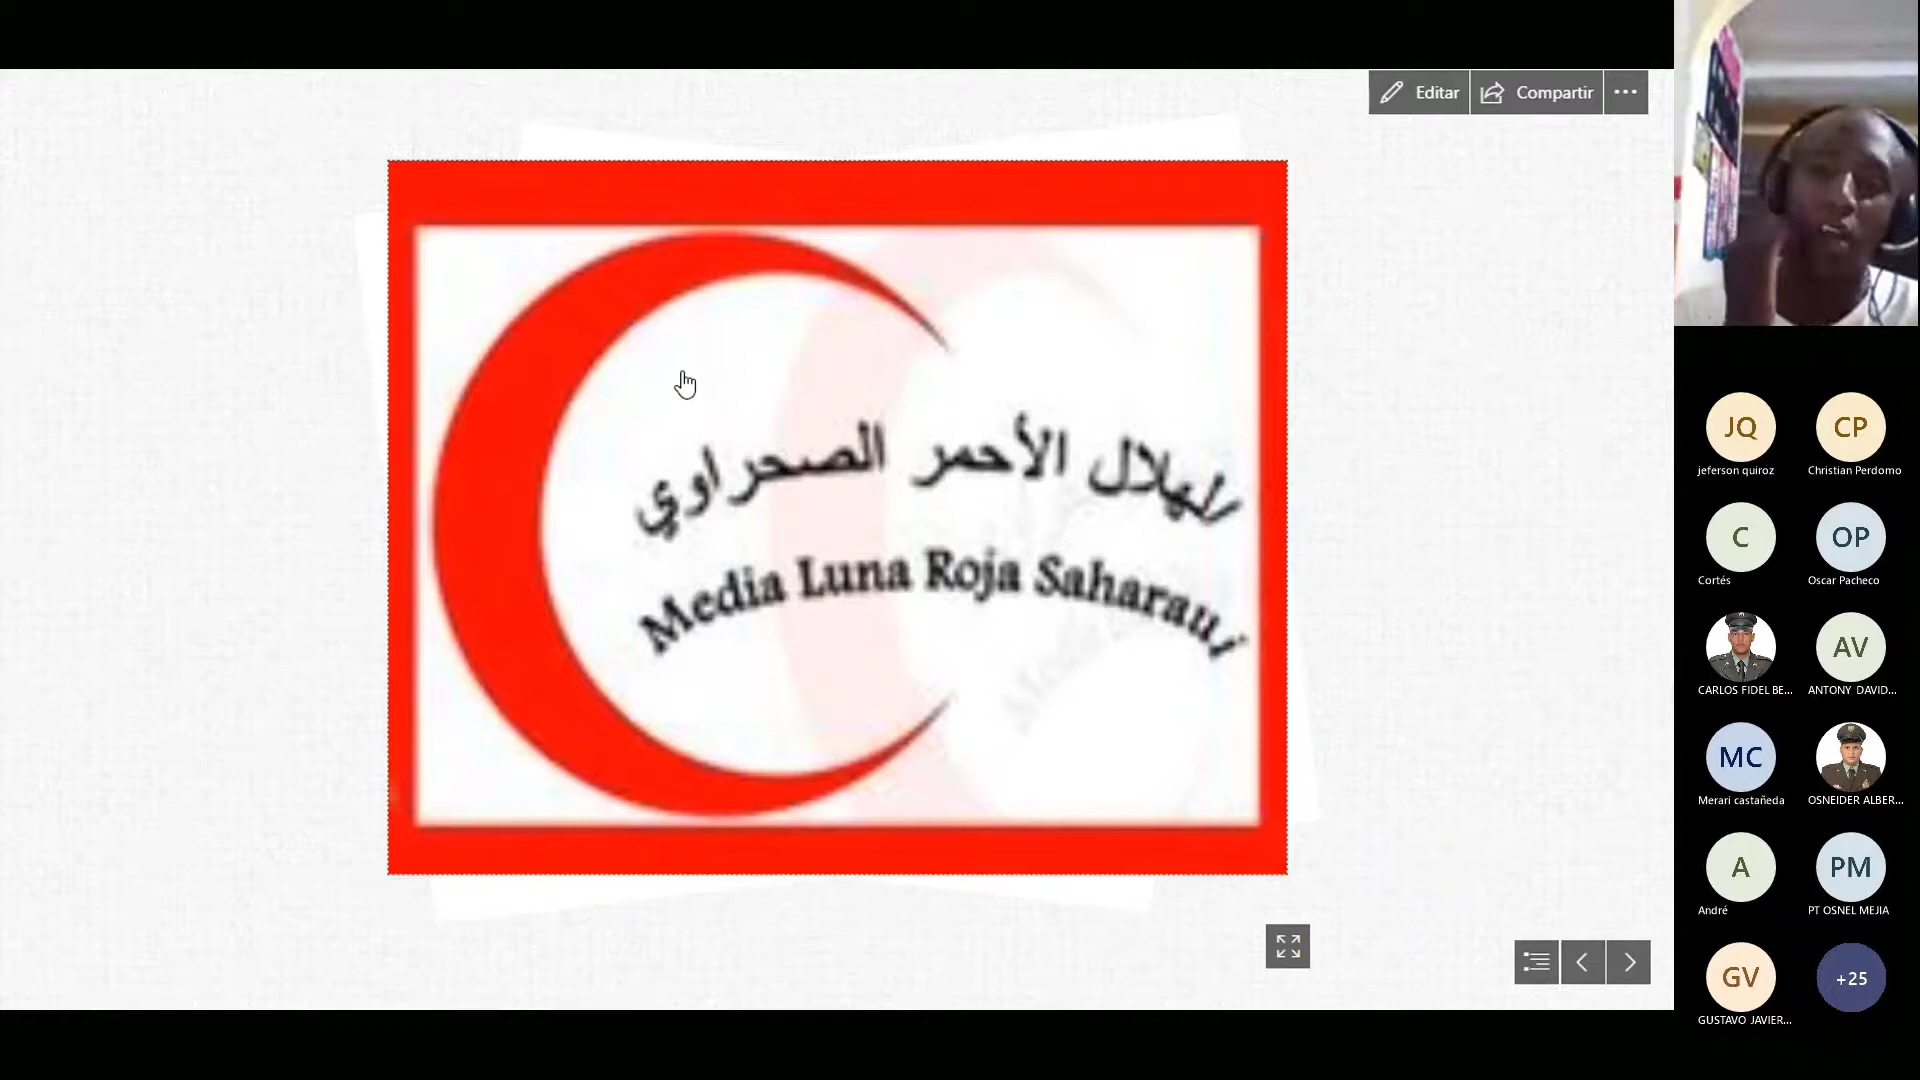 Editar
Compartir
الهلال الأحمر الصحراوي
Media Luna Roja Saharaui
JQ
jeferson quiroz
CP
Christian Perdomo
C
Cortés
OP
Oscar Pacheco
CARLOS FIDEL BE...
AV
ANTONY DAVID...
MC
Merari castañeda
OSNEIDER ALBER...
A
André
PM
PT OSNEL MEJIA
GV
GUSTAVO JAVIER...
+25